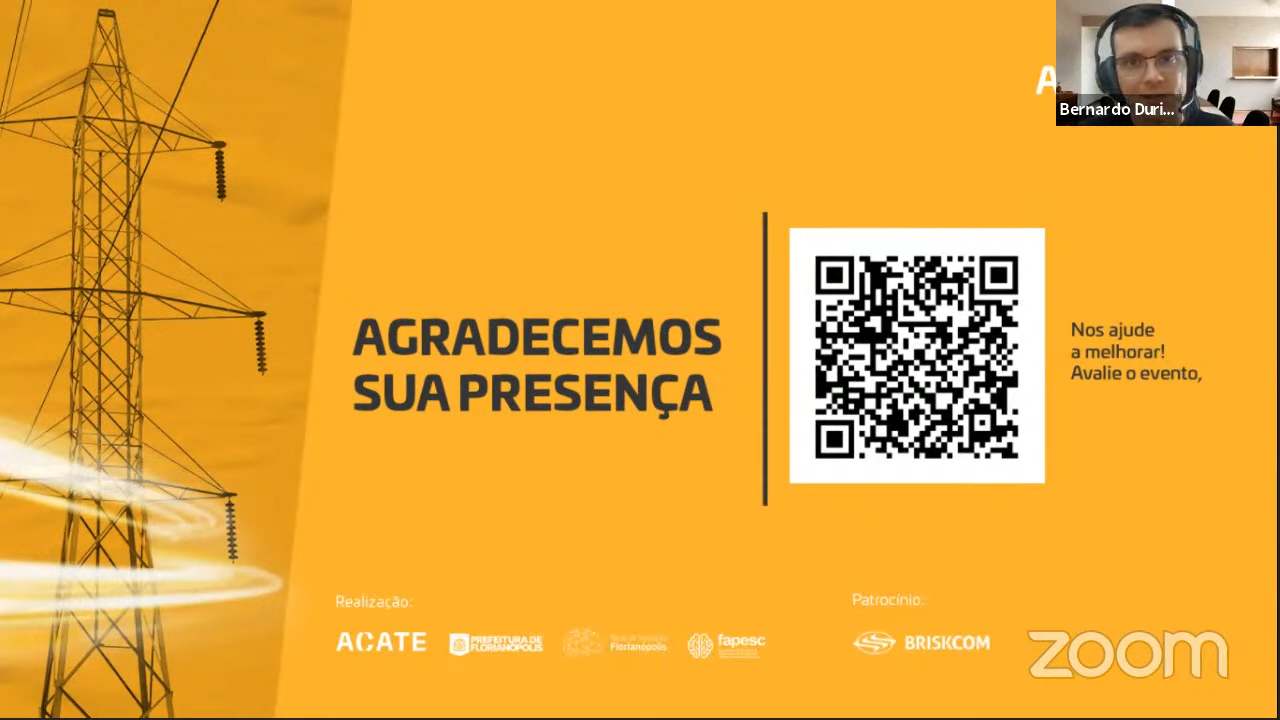 A
Bernardo Duri...
AGRADECEMOS
SUA PRESENÇA
Nos ajude
a melhorar!
Avalie o evento,
Realização:
Patrocínio:
ACATE
PREFEITURA DE
FLORIANÓPOLIS
Florianópolis
fapesc
BRISKCOM
zoom